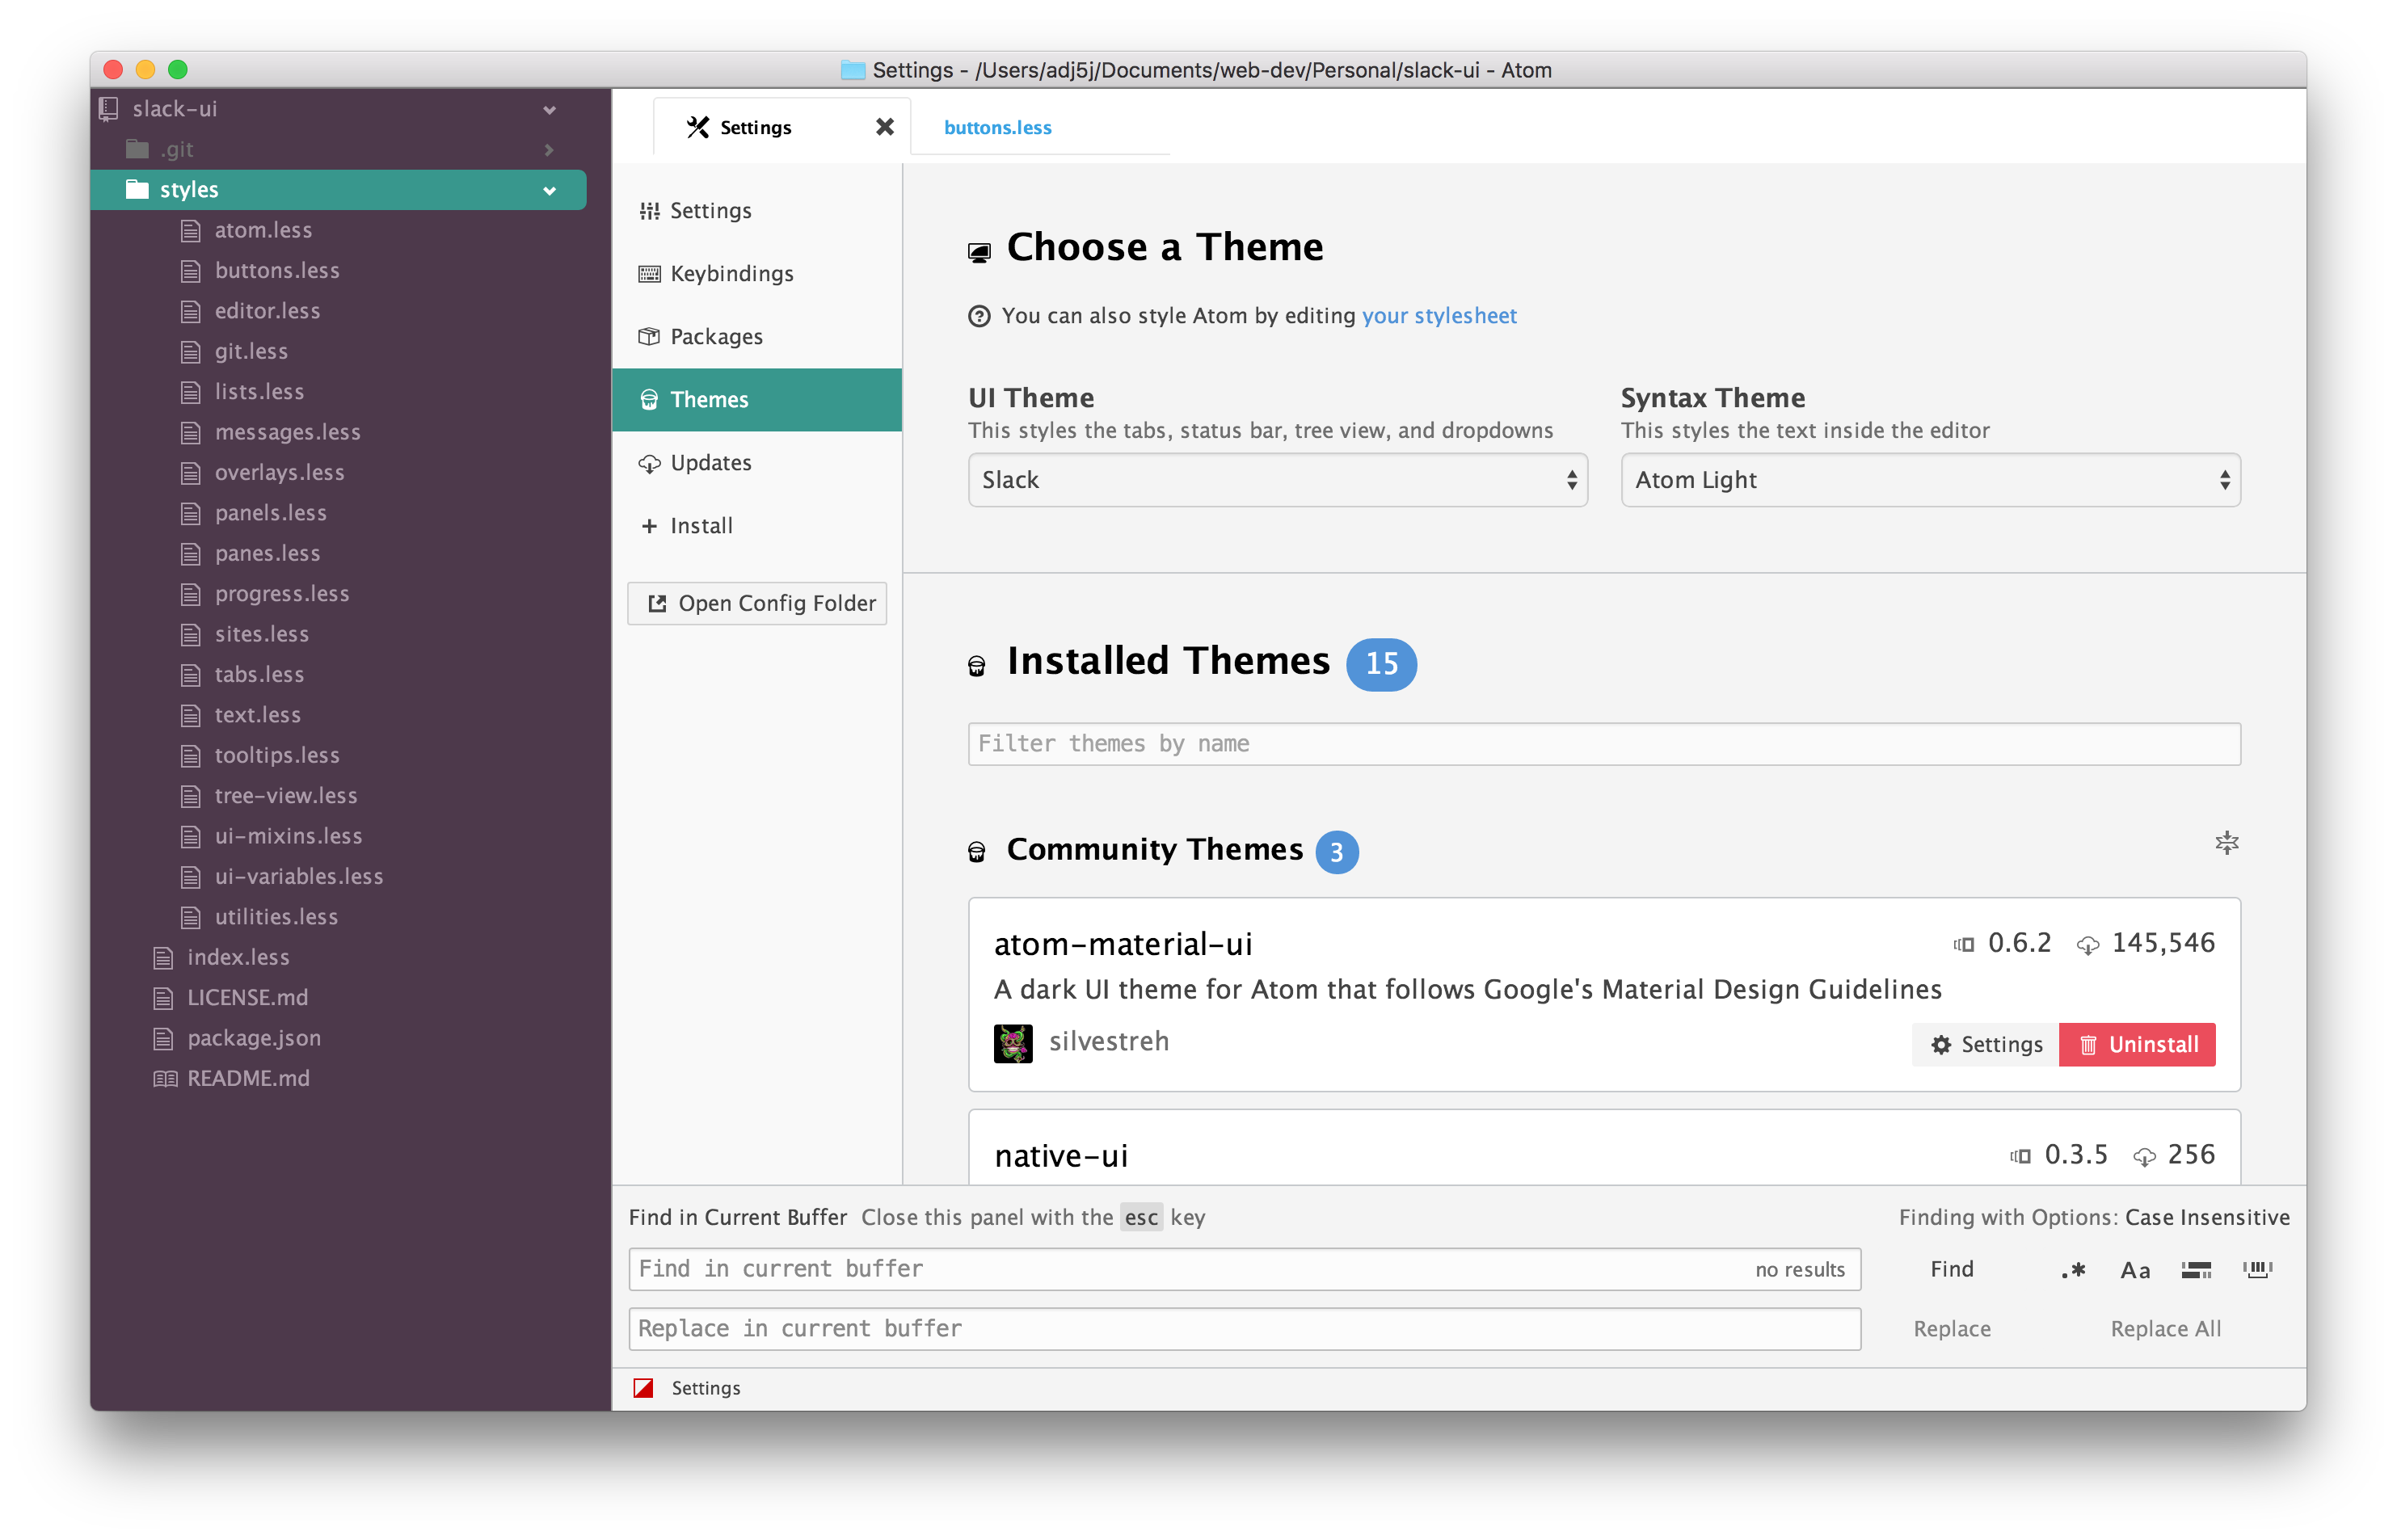 Settings - /Users/adj5j/Documents/web-dev/Personal/slack-ui - Atom
slack-ui
.git
styles
atom.less
buttons.less
editor.less
git.less
lists.less
messages.less
overlays.less
panels.less
panes.less
progress.less
sites.less
tabs.less
text.less
tooltips.less
tree-view.less
ui-mixins.less
ui-variables.less
utilities.less
index.less
LICENSE.md
package.json
README.md
Settings
buttons.less
Settings
Keybindings
Packages
Themes
Updates
Install
Open Config Folder
Choose a Theme
You can also style Atom by editing your stylesheet
UI Theme
This styles the tabs, status bar, tree view, and dropdowns
Slack
Syntax Theme
This styles the text inside the editor
Atom Light
Installed Themes 15
Filter themes by name
Community Themes 3
atom-material-ui 0.6.2 145,546
A dark UI theme for Atom that follows Google's Material Design Guidelines
silvestreh Settings Uninstall
native-ui 0.3.5 256
Find in Current Buffer Close this panel with the esc key Finding with Options: Case Insensitive
Find in current buffer no results Find .* Aa
Replace in current buffer Replace Replace All
Settings